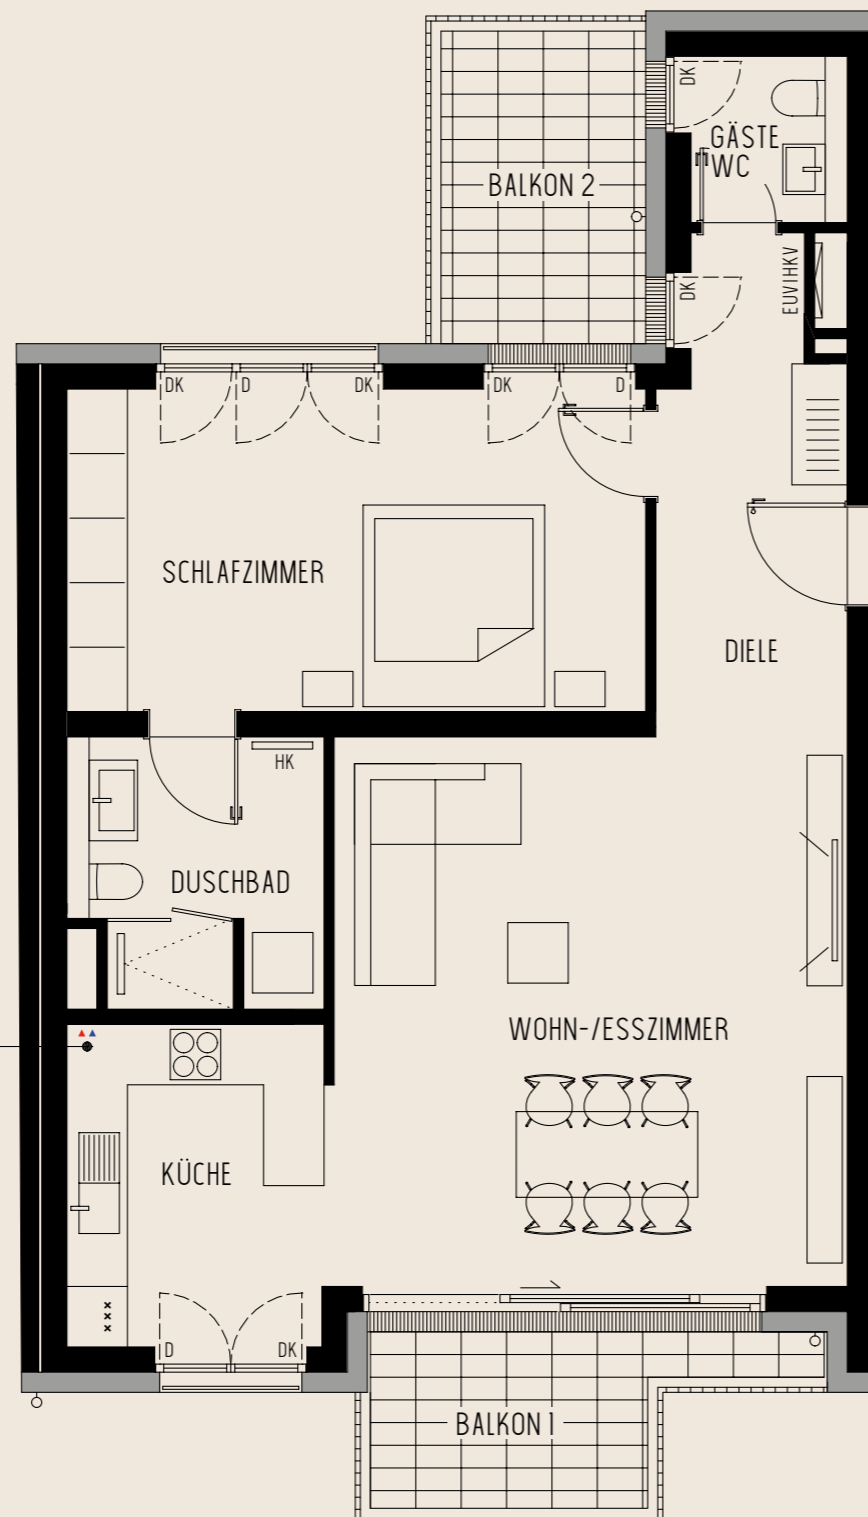 DK
GÄSTE
WC
BALKON 2
EUVIHKV
DK
DK
D
DK
DK
D
SCHLAFZIMMER
DIELE
HK
DUSCHBAD
WOHN-/ESSZIMMER
KÜCHE
D
DK
BALKON 1